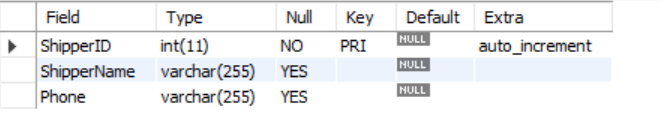 Field Type Null Key Default Extra
ShipperID int(11) NO PRI NULL auto_increment
ShipperName varchar(255) YES NULL
Phone varchar(255) YES NULL